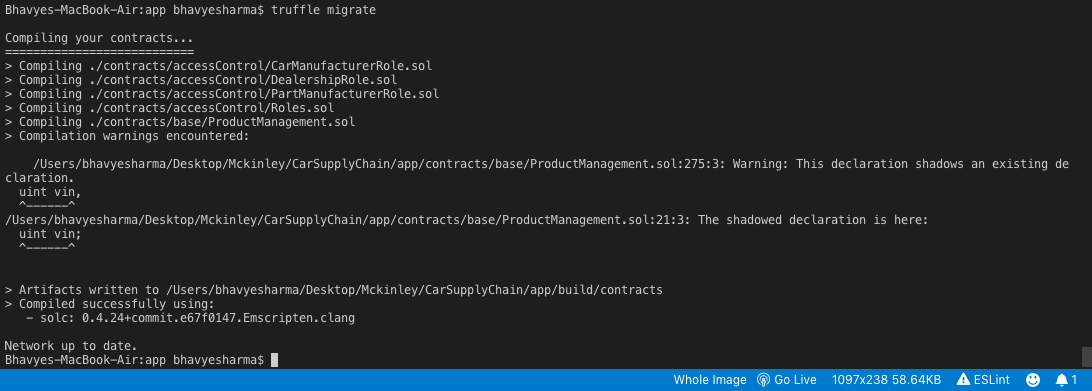 Bhavyes-MacBook-Air:app bhavyesharma$ truffle migrate
Compiling your contracts...
===========================
> Compiling ./contracts/accessControl/CarManufacturerRole.sol
> Compiling ./contracts/accessControl/DealershipRole.sol
> Compiling ./contracts/accessControl/PartManufacturerRole.sol
> Compiling ./contracts/accessControl/Roles.sol
> Compiling ./contracts/base/ProductManagement.sol
> Compilation warnings encountered:
/Users/bhavyesharma/Desktop/Mckinley/CarSupplyChain/app/contracts/base/ProductManagement.sol:275:3: Warning: This declaration shadows an existing de
claration.
uint vin,
^------^
/Users/bhavyesharma/Desktop/Mckinley/CarSupplyChain/app/contracts/base/ProductManagement.sol:21:3: The shadowed declaration is here:
uint vin;
^------^
> Artifacts written to /Users/bhavyesharma/Desktop/Mckinley/CarSupplyChain/app/build/contracts
> Compiled successfully using:
- solc: 0.4.24+commit.e67f0147.Emscripten.clang
Network up to date.
Bhavyes-MacBook-Air:app bhavyesharma$
Whole Image Go Live 1097x238 58.64KB ESLint 1